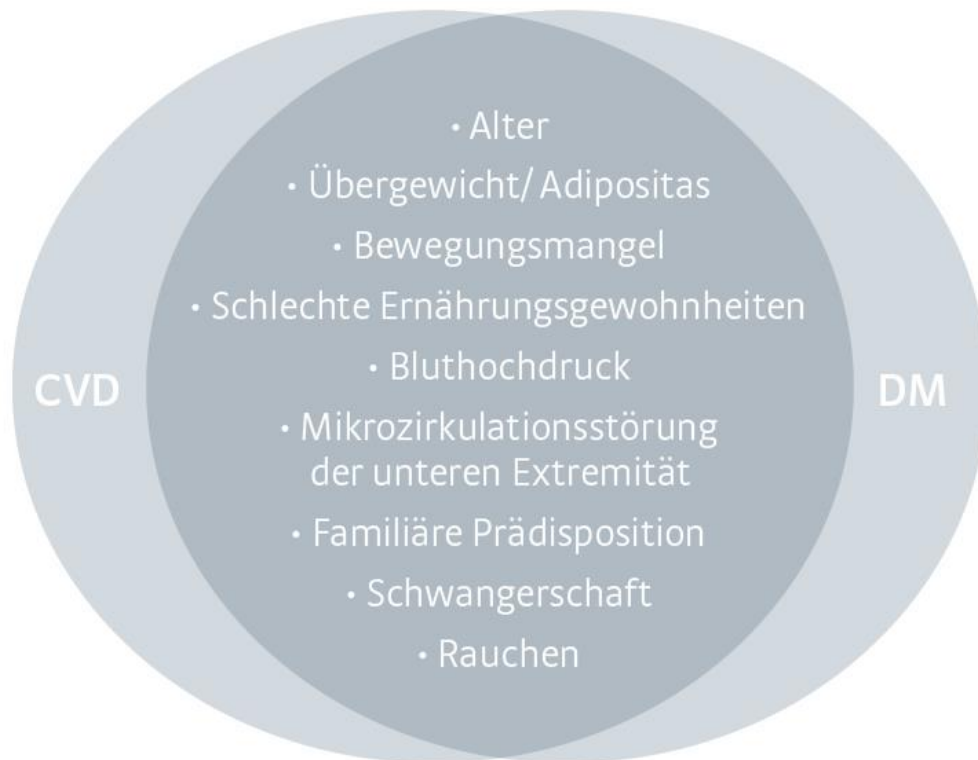 • Alter
• Übergewicht/ Adipositas
• Bewegungsmangel
• Schlechte Ernährungsgewohnheiten
• Bluthochdruck
CVD
DM
• Mikrozirkulationsstörung
der unteren Extremität
• Familiäre Prädisposition
• Schwangerschaft
• Rauchen